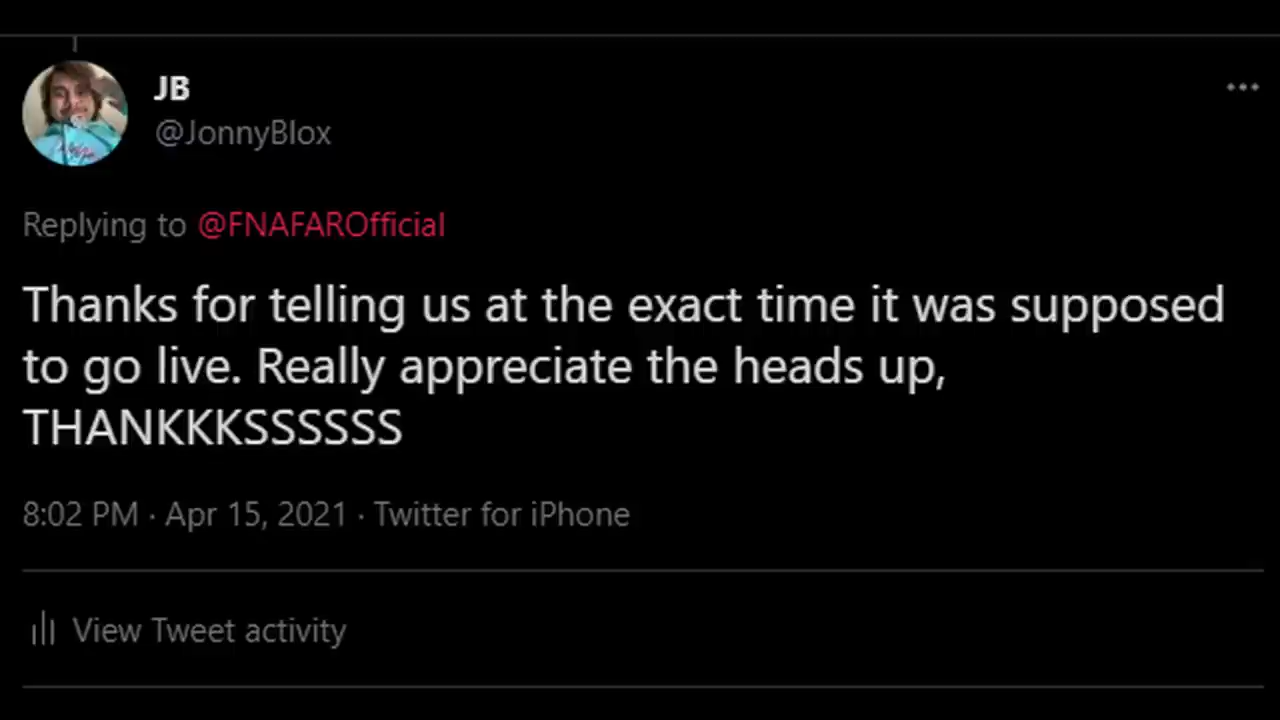 JB
@JonnyBlox
Replying to @FNAFAROfficial
Thanks for telling us at the exact time it was supposed
to go live. Really appreciate the heads up,
THANKKKSSSSSS
8:02 PM · Apr 15, 2021 · Twitter for iPhone
View Tweet activity